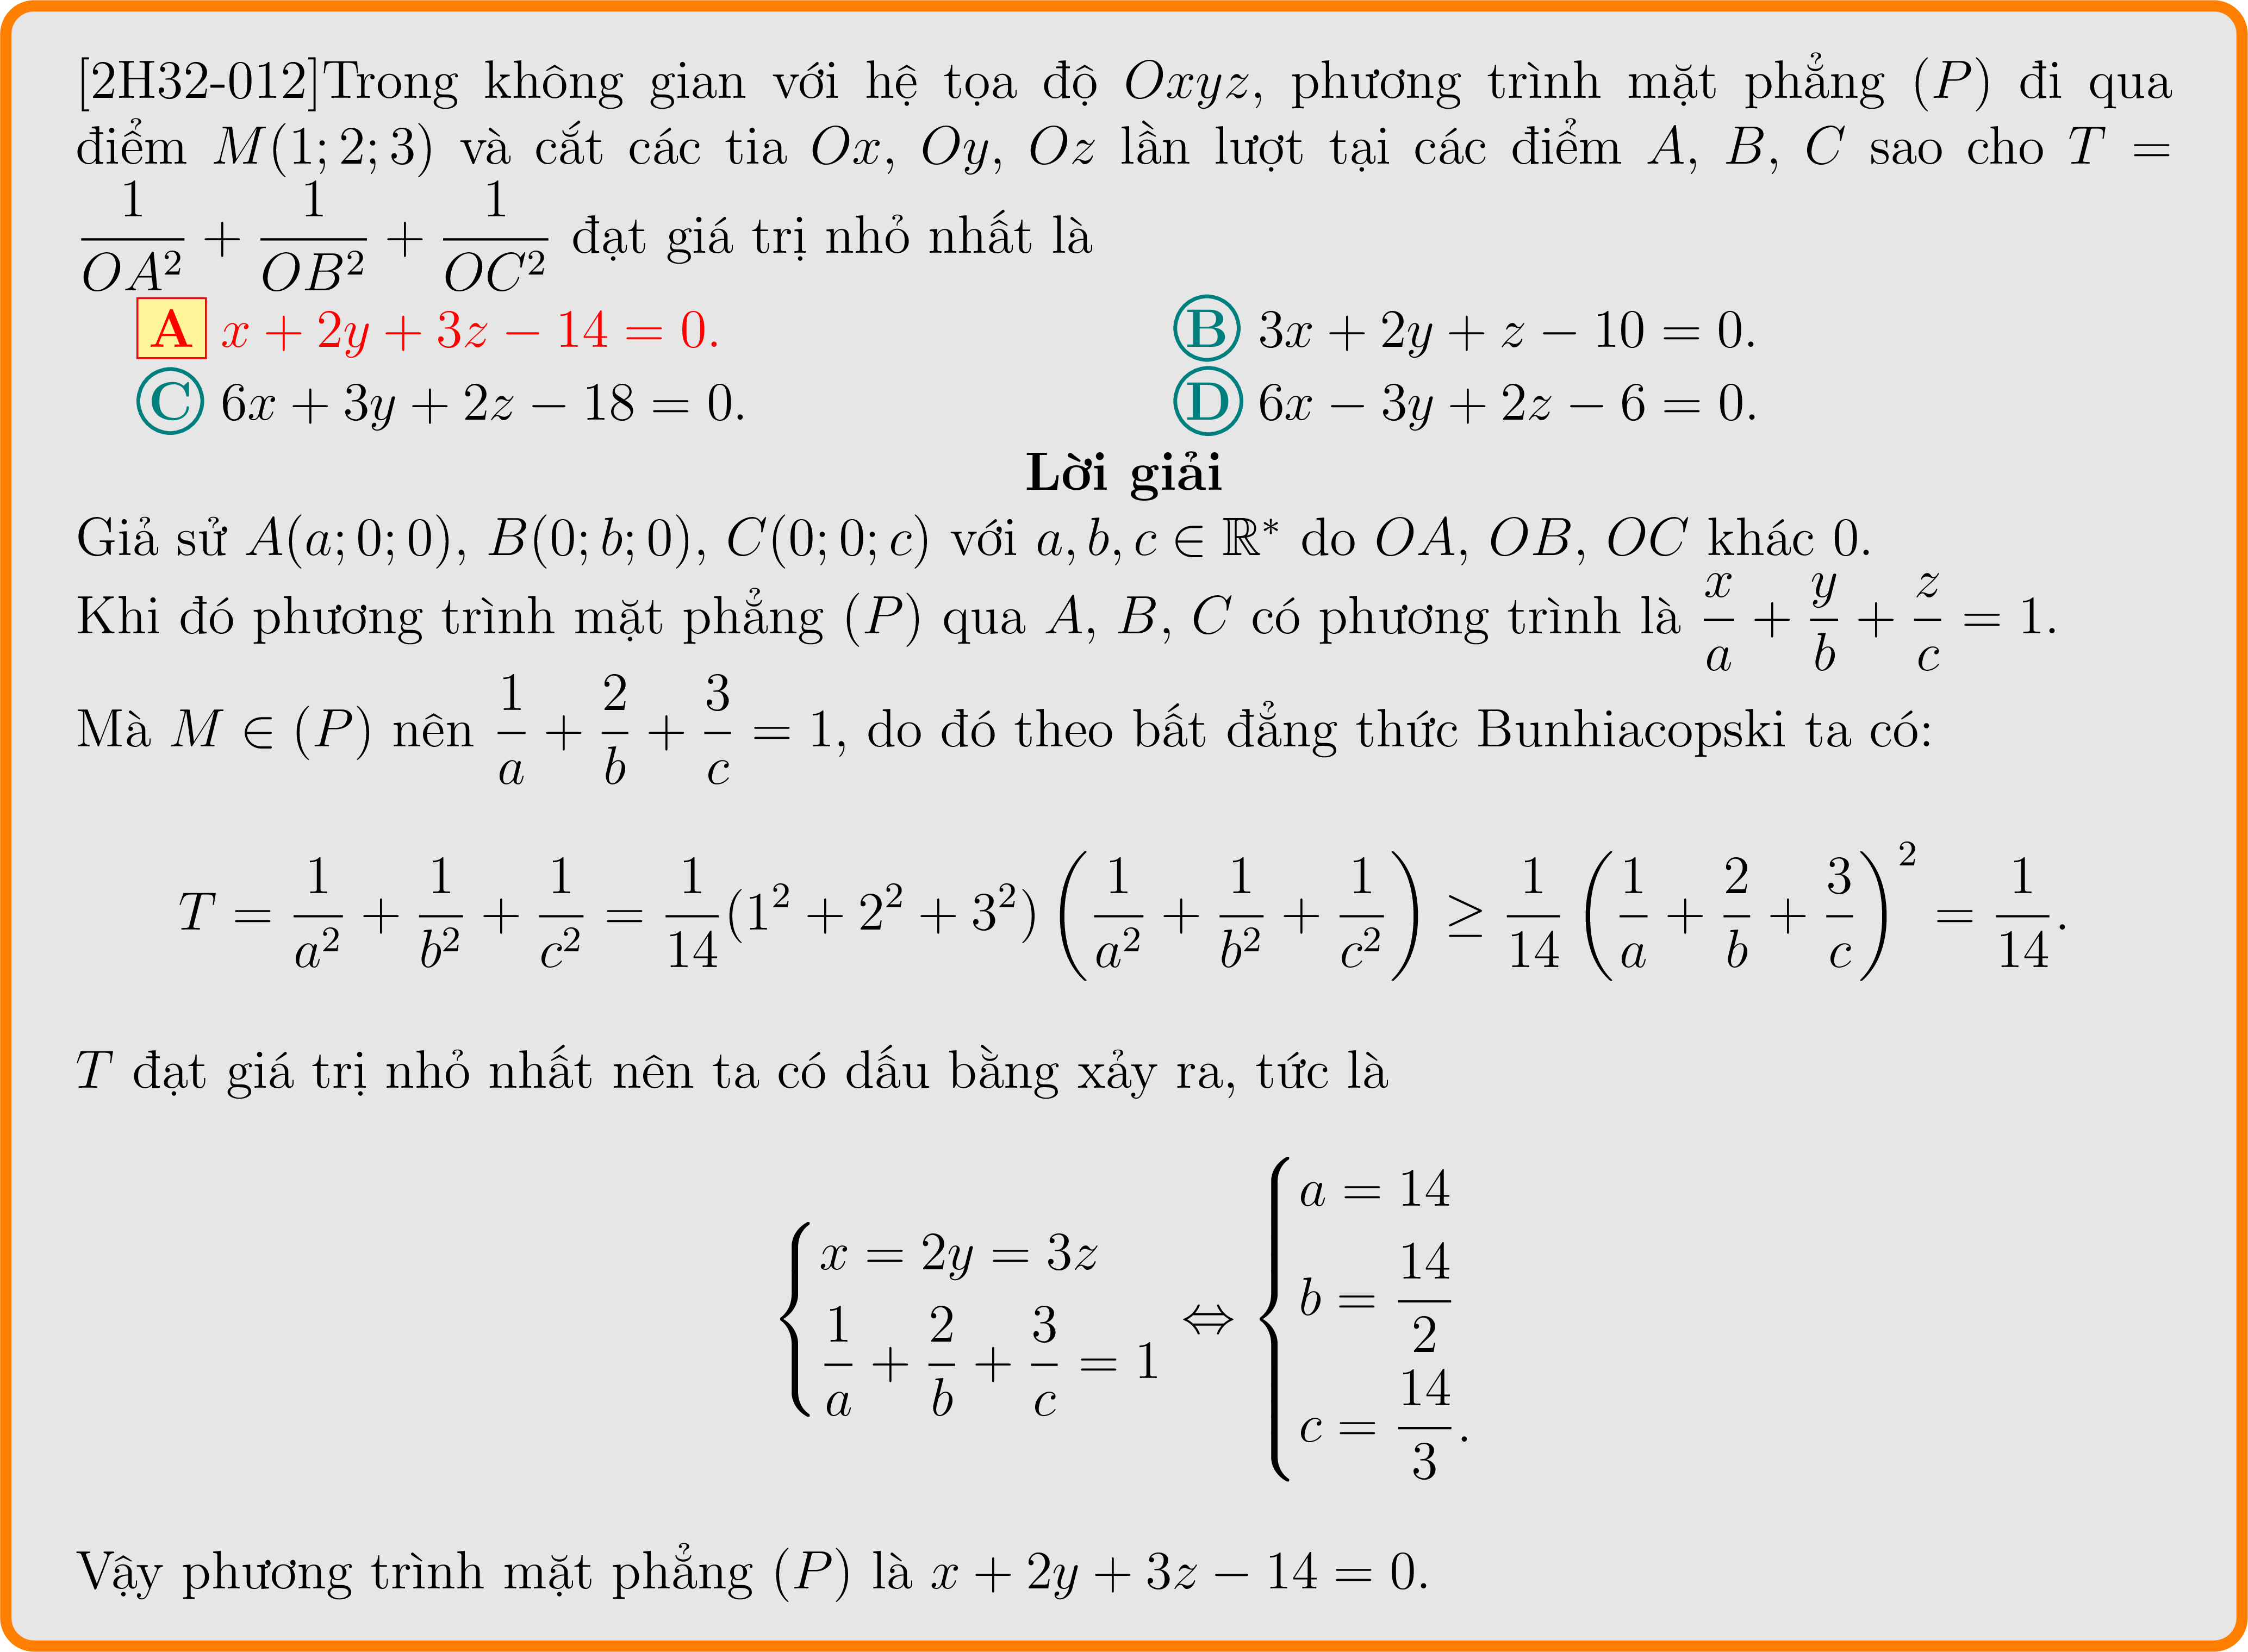 [2H32-012]Trong không gian với hệ tọa độ Oxyz, phương trình mặt phẳng (P) đi qua
điểm M(1; 2; 3) và cắt các tia Ox, Oy, Oz lần lượt tại các điểm A, B, C sao cho T =
\frac{1}{OA^2} + \frac{1}{OB^2} + \frac{1}{OC^2} đạt giá trị nhỏ nhất là
A x + 2y + 3z − 14 = 0. B 3x + 2y + z − 10 = 0.
C 6x + 3y + 2z − 18 = 0. D 6x − 3y + 2z − 6 = 0.
Lời giải
Giả sử A(a; 0; 0), B(0; b; 0), C(0; 0; c) với a, b, c ∈ ℝ* do OA, OB, OC khác 0.
Khi đó phương trình mặt phẳng (P) qua A, B, C có phương trình là \frac{x}{a} + \frac{y}{b} + \frac{z}{c} = 1.
Mà M ∈ (P) nên \frac{1}{a} + \frac{2}{b} + \frac{3}{c} = 1, do đó theo bất đẳng thức Bunhiacopski ta có:
T = \frac{1}{a^2} + \frac{1}{b^2} + \frac{1}{c^2} = \frac{1}{14}(1^2 + 2^2 + 3^2) \left(\frac{1}{a^2} + \frac{1}{b^2} + \frac{1}{c^2}\right) ≥ \frac{1}{14} \left(\frac{1}{a} + \frac{2}{b} + \frac{3}{c}\right)^2 = \frac{1}{14}.
T đạt giá trị nhỏ nhất nên ta có dấu bằng xảy ra, tức là
\begin{cases} x = 2y = 3z \\ \frac{1}{a} + \frac{2}{b} + \frac{3}{c} = 1 \end{cases} ⇔ \begin{cases} a = 14 \\ b = \frac{14}{2} \\ c = \frac{14}{3}. \end{cases}
Vậy phương trình mặt phẳng (P) là x + 2y + 3z − 14 = 0.